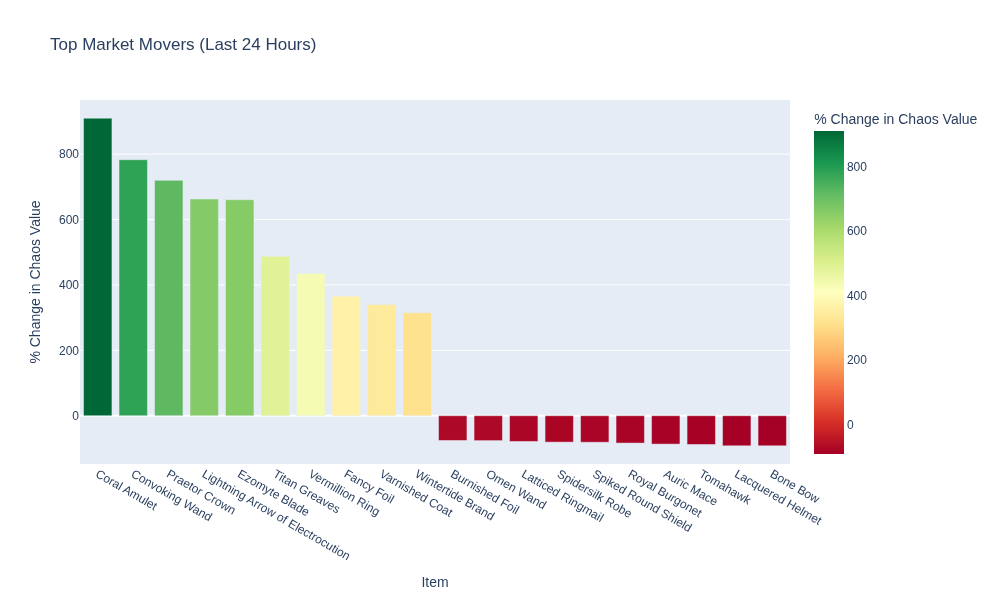 Top Market Movers (Last 24 Hours)
% Change in Chaos Value
800
600
400
200
0
% Change in Chaos Value
800
600
400
200
0
Coral Amulet
Convoking Wand
Praetor Crown
Lightning Arrow of Electrocution
Ezomyte Blade
Titan Greaves
Vermillion Ring
Fancy Foil
Varnished Coat
Wintertide Brand
Burnished Foil
Omen Wand
Latticed Ringmail
Spidersilk Robe
Spiked Round Shield
Royal Burgonet
Auric Mace
Tomahawk
Lacquered Helmet
Bone Bow
Item